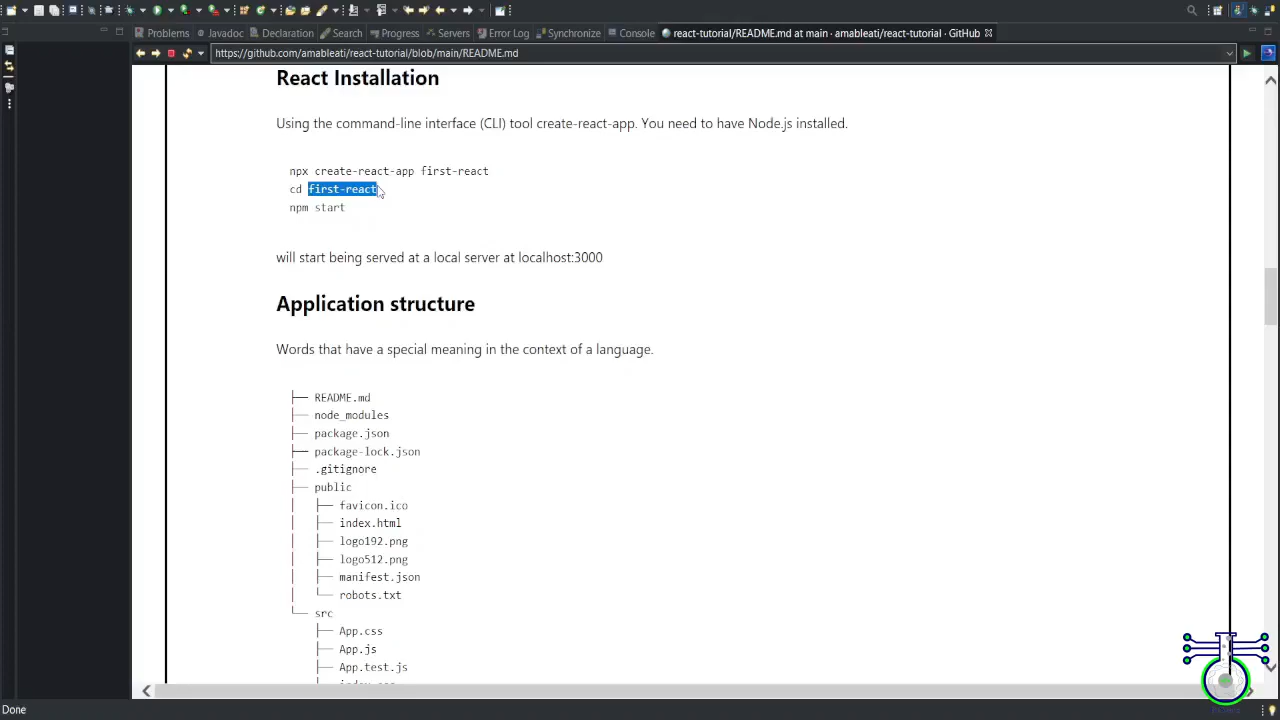 Problems
Javadoc
Declaration
Search
Progress
Servers
Error Log
Synchronize
Console
react-tutorial/README.md at main · amableati/react-tutorial · GitHub
https://github.com/amableati/react-tutorial/blob/main/README.md
React Installation
Using the command-line interface (CLI) tool create-react-app. You need to have Node.js installed.
npx create-react-app first-react
cd first-react
npm start
will start being served at a local server at localhost:3000
Application structure
Words that have a special meaning in the context of a language.
├── README.md
├── node_modules
├── package.json
├── package-lock.json
├── .gitignore
├── public
│   ├── favicon.ico
│   ├── index.html
│   ├── logo192.png
│   ├── logo512.png
│   ├── manifest.json
│   └── robots.txt
└── src
    ├── App.css
    ├── App.js
    ├── App.test.js
Done